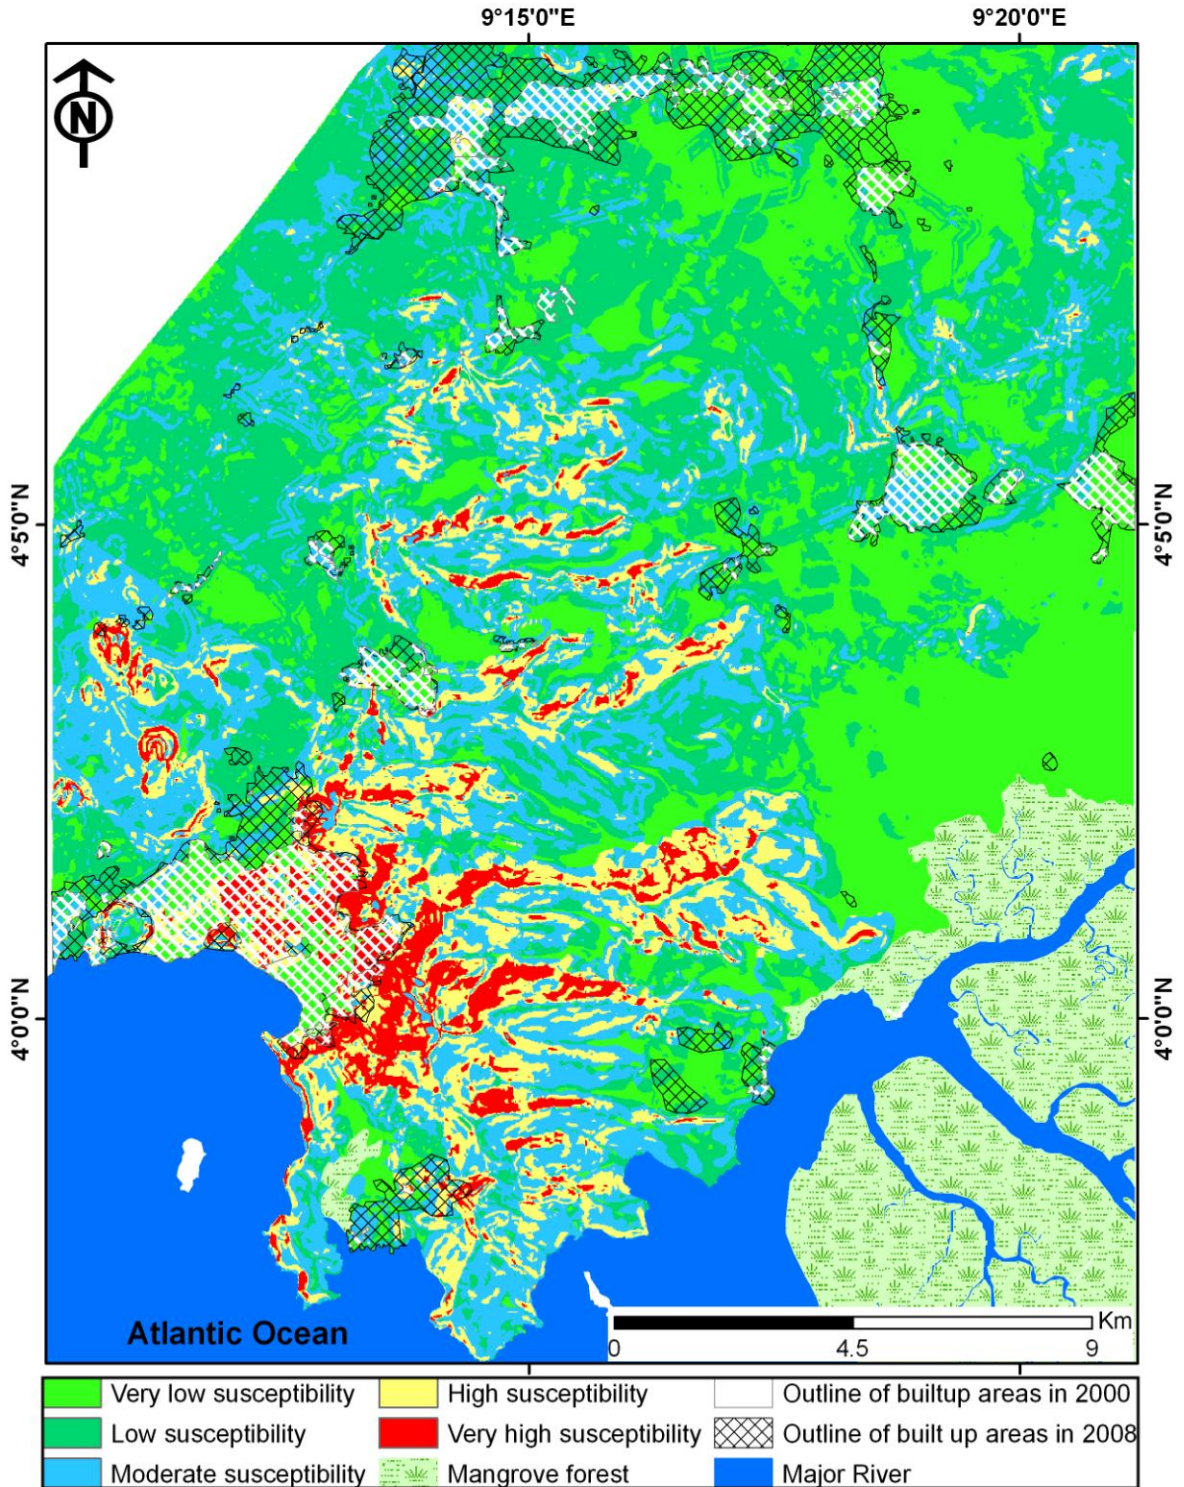 9°15'0"E
9°20'0"E
N
4°5'0"N
4°5'0"N
4°0'0"N
4°0'0"N
Atlantic Ocean
Km
0
4.5
9
Very low susceptibility
High susceptibility
Outline of builtup areas in 2000
Low susceptibility
Very high susceptibility
Outline of built up areas in 2008
Moderate susceptibility
Mangrove forest
Major River